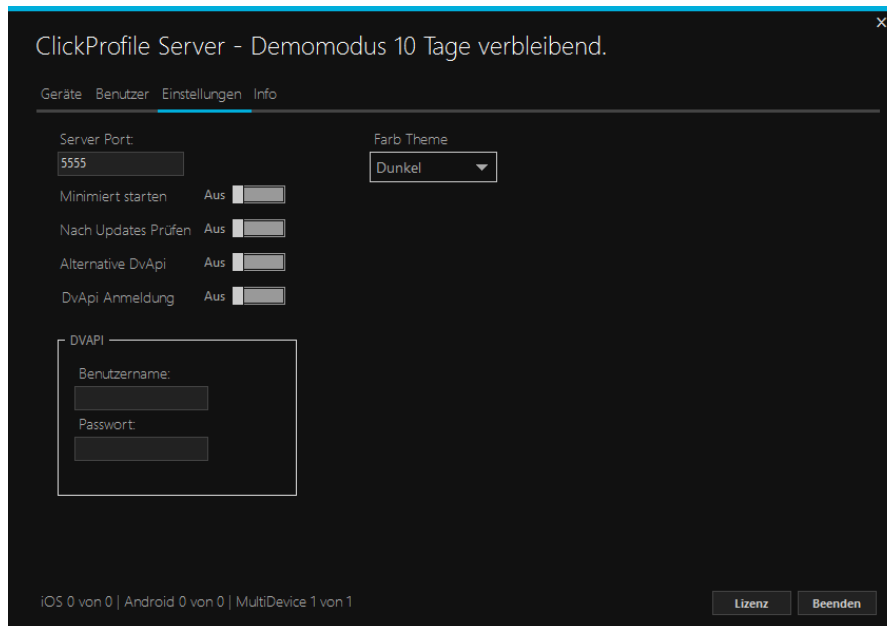 ClickProfile Server - Demomodus 10 Tage verbleibend.
Geräte Benutzer Einstellungen Info
Server Port:
5555
Minimiert starten Aus
Nach Updates Prüfen Aus
Alternative DvApi Aus
DvApi Anmeldung Aus
Farb Theme
Dunkel
DVAPI
Benutzername:
Passwort:
iOS 0 von 0 | Android 0 von 0 | MultiDevice 1 von 1
Lizenz Beenden